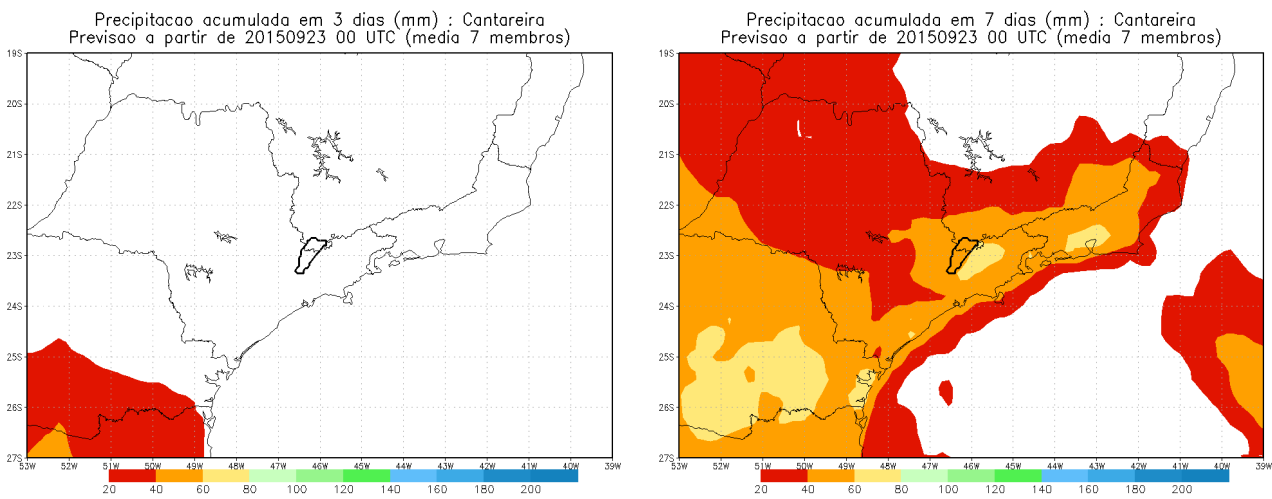 Precipitacao acumulada em 3 dias (mm) : Cantareira
Previsao a partir de 20150923 00 UTC (media 7 membros)
19S
20S
21S
22S
23S
24S
25S
26S
27S
53W 52W 51W 50W 49W 48W 47W 46W 45W 44W 43W 42W 41W 40W 39W
20 40 60 80 100 120 140 160 180 200
Precipitacao acumulada em 7 dias (mm) : Cantareira
Previsao a partir de 20150923 00 UTC (media 7 membros)
19S
20S
21S
22S
23S
24S
25S
26S
27S
53W 52W 51W 50W 49W 48W 47W 46W 45W 44W 43W 42W 41W 40W 39W
20 40 60 80 100 120 140 160 180 200